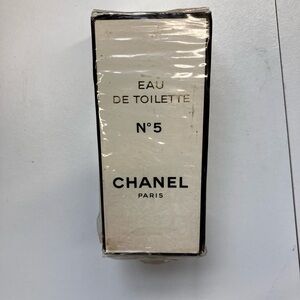 EAU
DE TOILETTE
N°5
CHANEL
PARIS